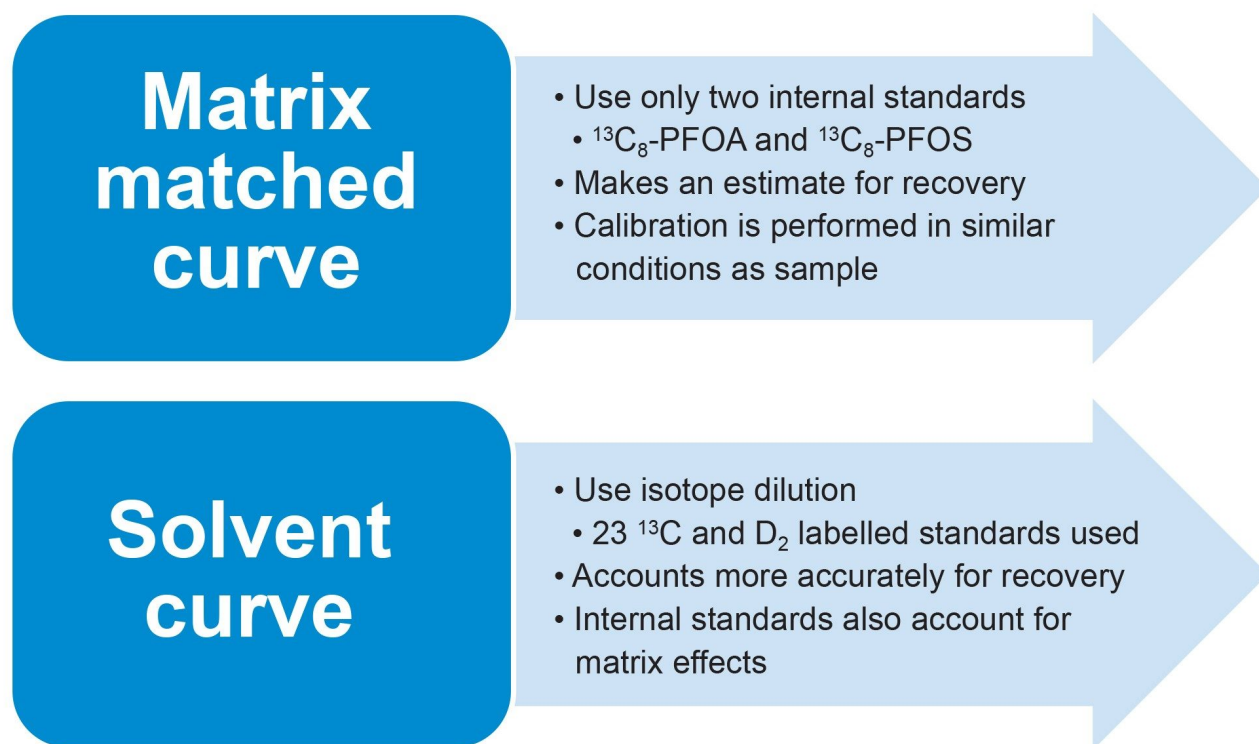 Matrix
matched
curve
• Use only two internal standards
• ¹³C₈-PFOA and ¹³C₈-PFOS
• Makes an estimate for recovery
• Calibration is performed in similar
conditions as sample
Solvent
curve
• Use isotope dilution
• 23 ¹³C and D₂ labelled standards used
• Accounts more accurately for recovery
• Internal standards also account for
matrix effects